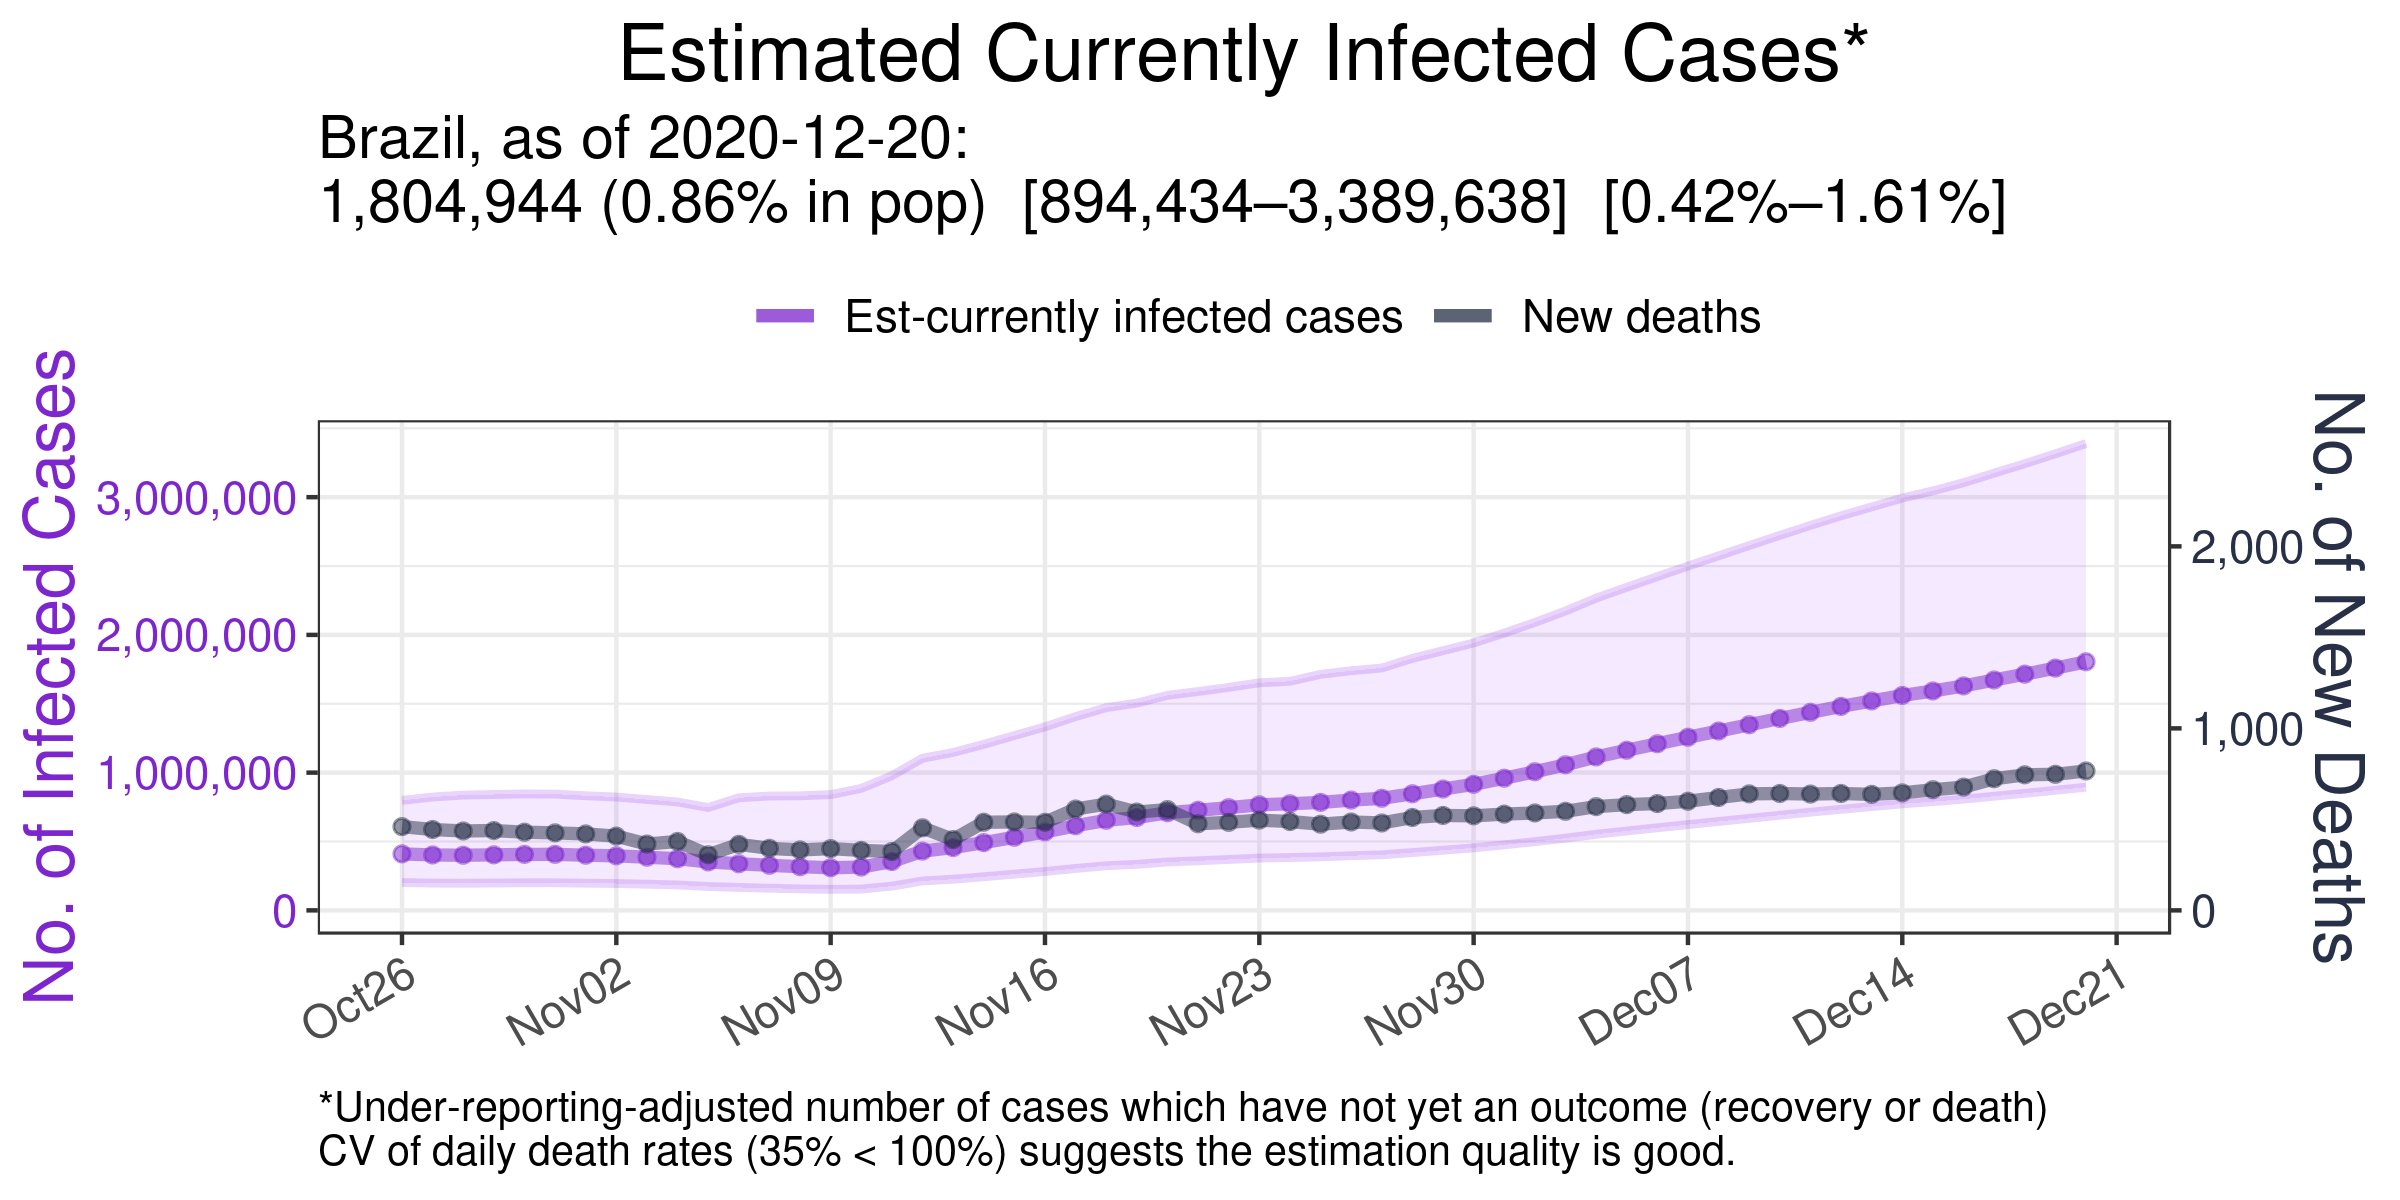 Estimated Currently Infected Cases*
Brazil, as of 2020-12-20:
1,804,944 (0.86% in pop)  [894,434–3,389,638]  [0.42%–1.61%]
Est-currently infected cases
New deaths
No. of Infected Cases
3,000,000
2,000,000
1,000,000
0
2,000
1,000
0
No. of New Deaths
Oct26
Nov02
Nov09
Nov16
Nov23
Nov30
Dec07
Dec14
Dec21
*Under-reporting-adjusted number of cases which have not yet an outcome (recovery or death)
CV of daily death rates (35% < 100%) suggests the estimation quality is good.